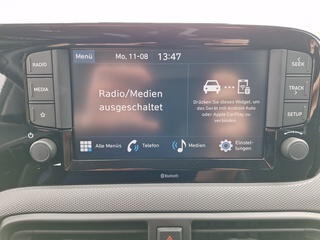 Menü Mo, 11-08 13:47
RADIO
MEDIA
SEEK
TRACK
SETUP
Radio/Medien
ausgeschaltet
Drücken Sie dieses Widget, um
das Gerät mit Android Auto
oder Apple CarPlay zu
verbinden.
Alle Menüs
Telefon
Medien
Einstel-
lungen
Bluetooth